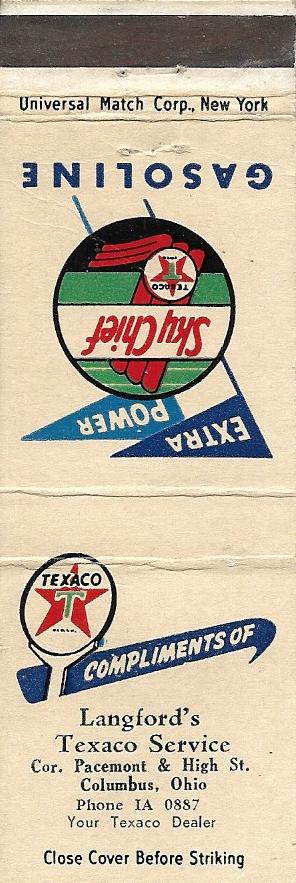 Universal Match Corp., New York
EXTRA
POWER
Sky Chief
TEXACO
T
GASOLINE
TEXACO
T
COMPLIMENTS OF
Langford's
Texaco Service
Cor. Pacemont & High St.
Columbus, Ohio
Phone IA 0887
Your Texaco Dealer
Close Cover Before Striking